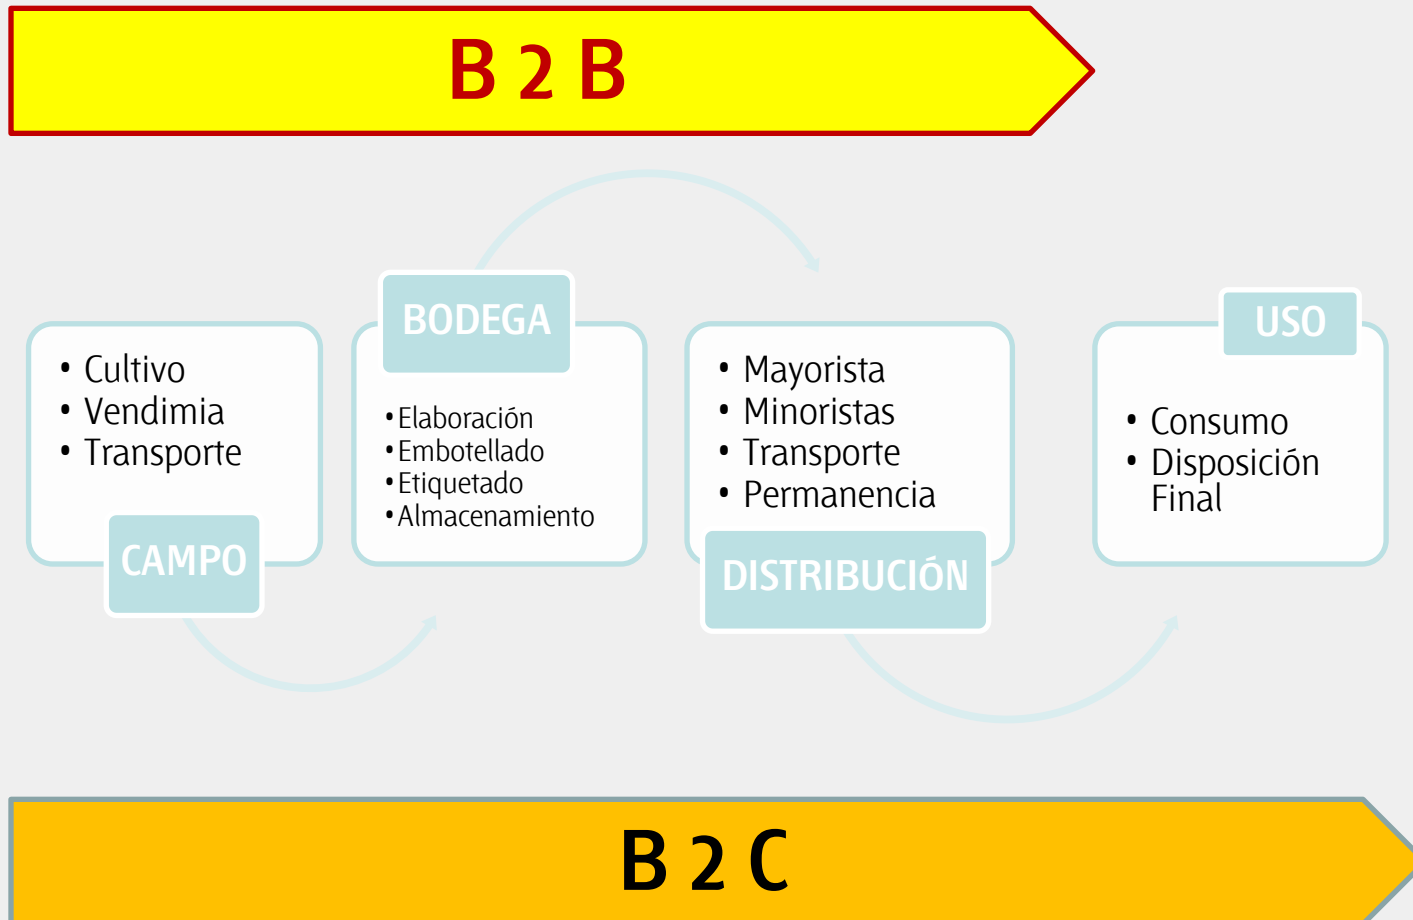 B 2 B
• Cultivo
• Vendimia
• Transporte
CAMPO
BODEGA
• Elaboración
• Embotellado
• Etiquetado
• Almacenamiento
• Mayorista
• Minoristas
• Transporte
• Permanencia
DISTRIBUCIÓN
USO
• Consumo
• Disposición
Final
B 2 C